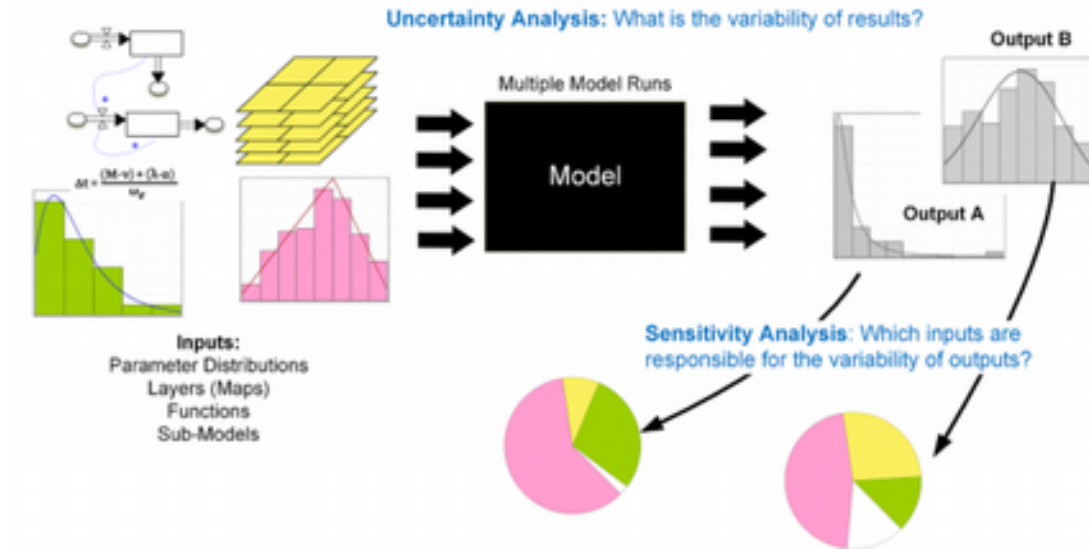 Uncertainty Analysis: What is the variability of results?
Output B
Multiple Model Runs
Model
Output A
Inputs:
Parameter Distributions
Layers (Maps)
Functions
Sub-Models
Sensitivity Analysis: Which inputs are
responsible for the variability of outputs?